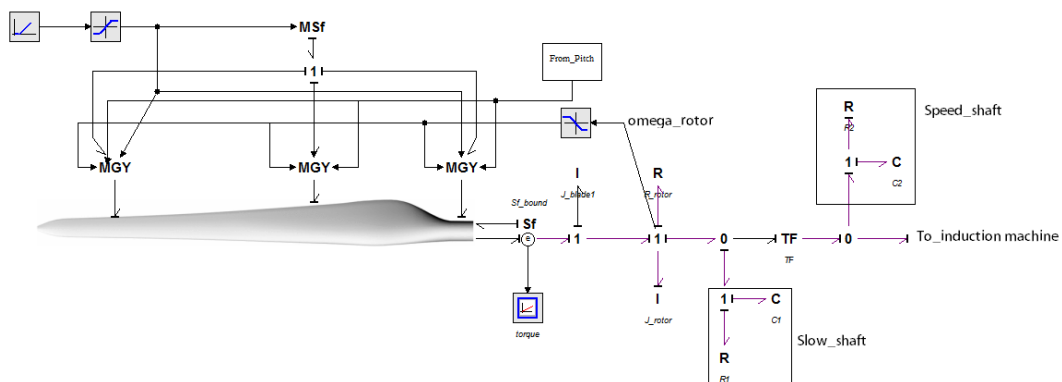 MSf
1
From_Pitch
omega_rotor
MGY
MGY
MGY
Sf_bound
Sf
e
torque
I
J_blade1
R
R_rotor
1
1
I
J_rotor
0
TF
TF
0
To_induction machine
R
R2
1
C
C2
Speed_shaft
1
C
C1
R
R1
Slow_shaft